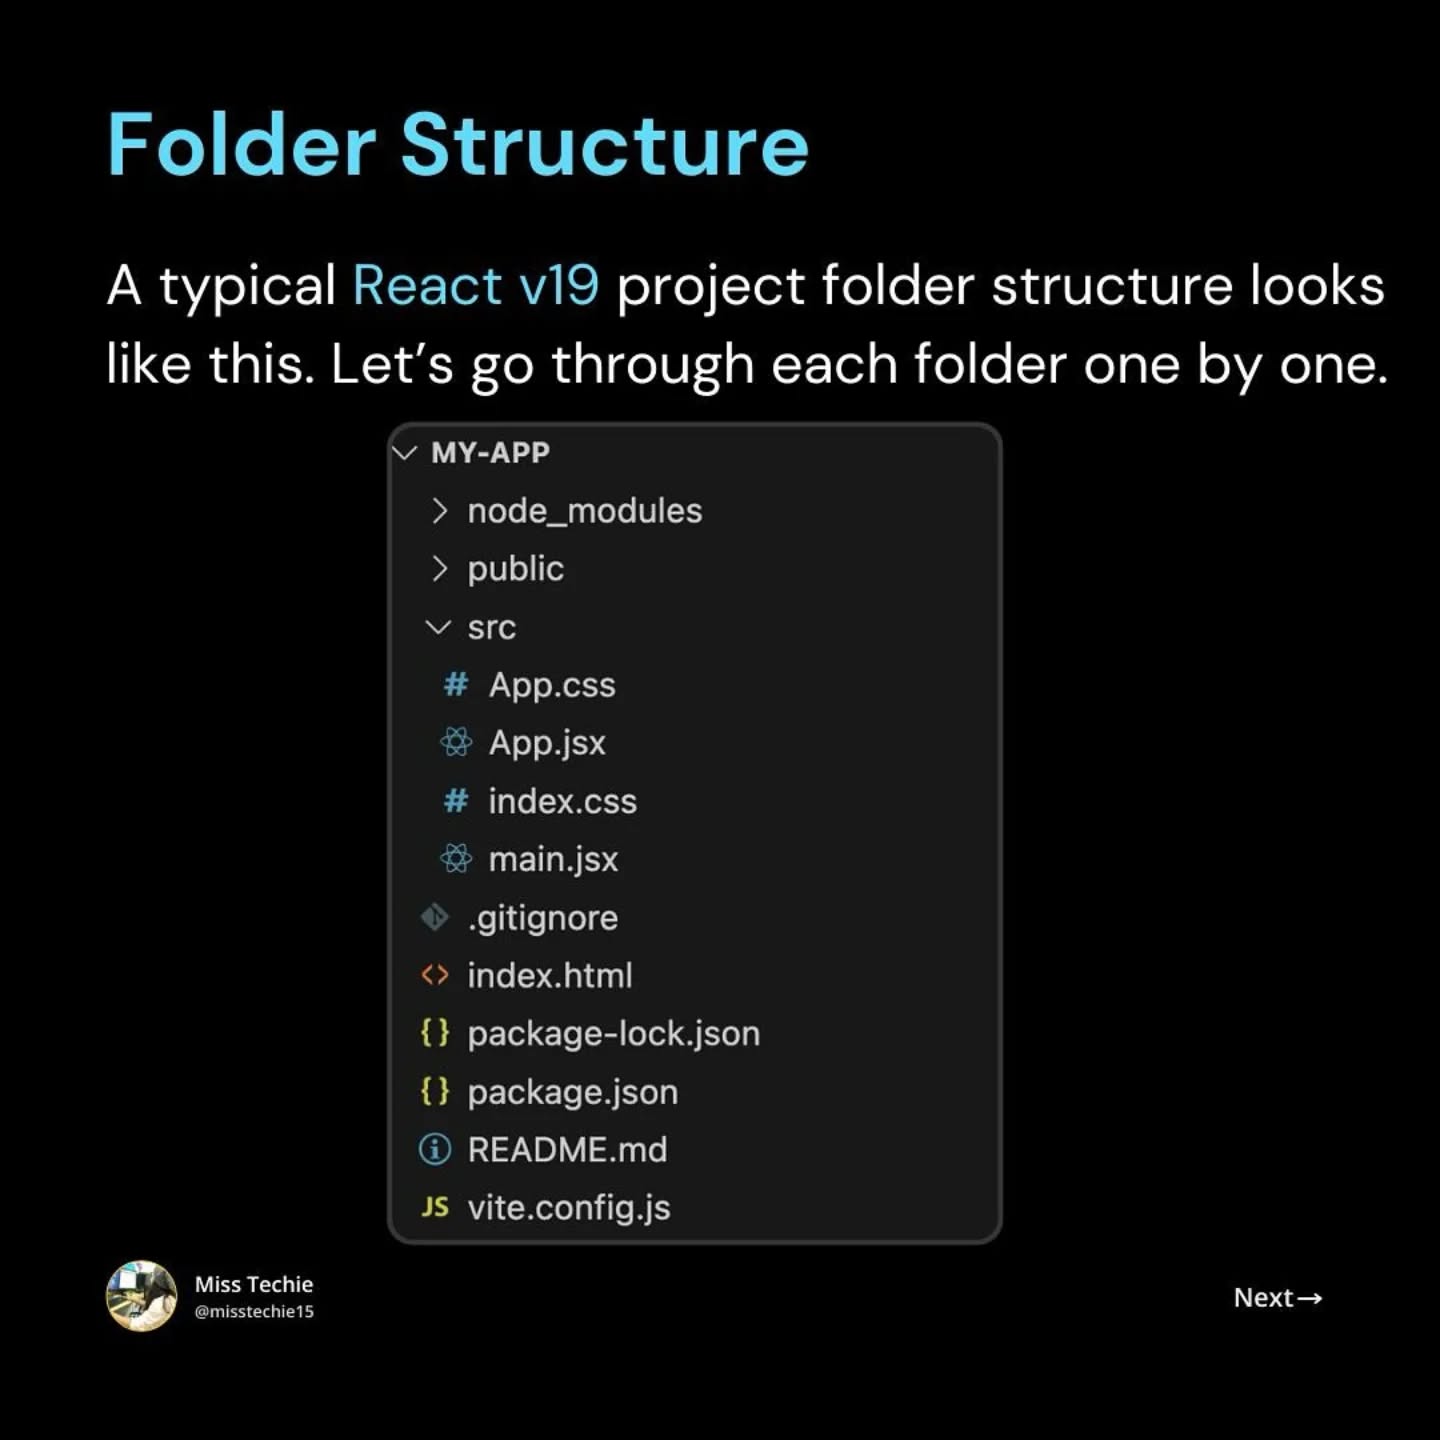 Folder Structure
A typical React v19 project folder structure looks
like this. Let’s go through each folder one by one.
MY-APP
node_modules
public
src
# App.css
App.jsx
# index.css
main.jsx
.gitignore
<> index.html
{} package-lock.json
{} package.json
README.md
JS vite.config.js
Miss Techie
@misstechie15
Next→